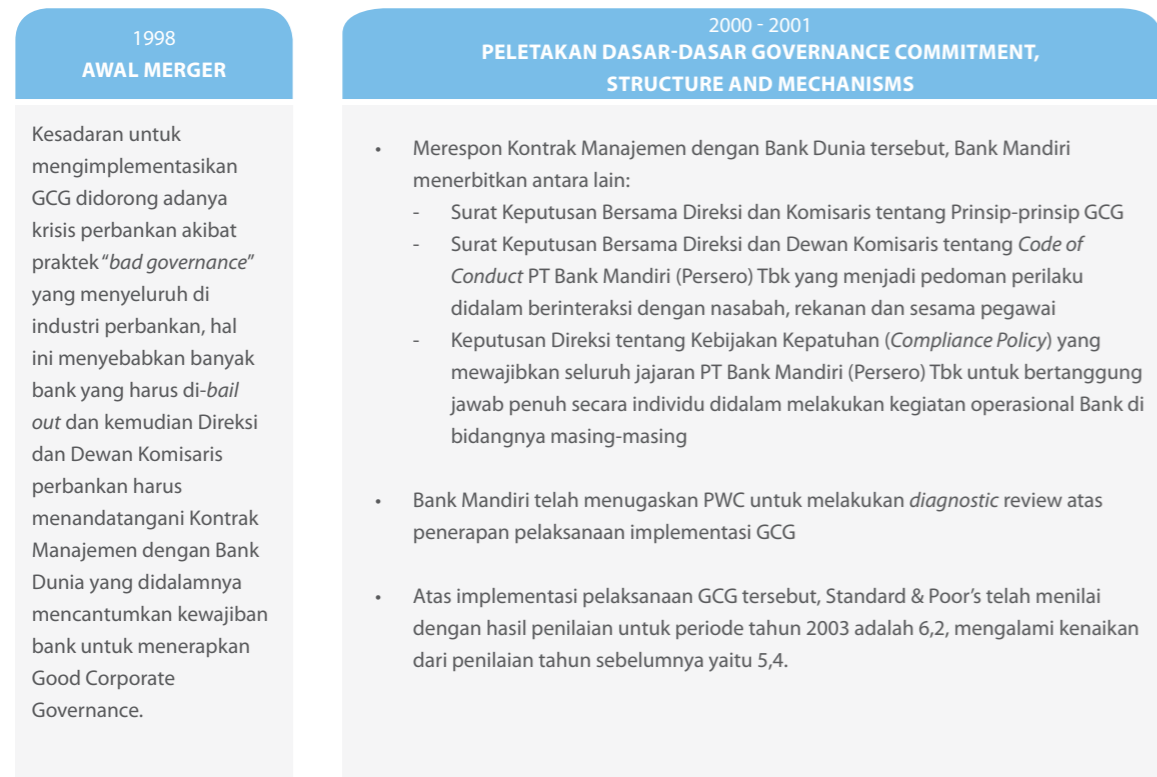 1998
AWAL MERGER
Kesadaran untuk
mengimplementasikan
GCG didorong adanya
krisis perbankan akibat
praktek “bad governance”
yang menyeluruh di
industri perbankan, hal
ini menyebabkan banyak
bank yang harus di-bail
out dan kemudian Direksi
dan Dewan Komisaris
perbankan harus
menandatangani Kontrak
Manajemen dengan Bank
Dunia yang didalamnya
mencantumkan kewajiban
bank untuk menerapkan
Good Corporate
Governance.
2000 - 2001
PELETAKAN DASAR-DASAR GOVERNANCE COMMITMENT,
STRUCTURE AND MECHANISMS
• Merespon Kontrak Manajemen dengan Bank Dunia tersebut, Bank Mandiri
menerbitkan antara lain:
- Surat Keputusan Bersama Direksi dan Komisaris tentang Prinsip-prinsip GCG
- Surat Keputusan Bersama Direksi dan Dewan Komisaris tentang Code of
Conduct PT Bank Mandiri (Persero) Tbk yang menjadi pedoman perilaku
didalam berinteraksi dengan nasabah, rekanan dan sesama pegawai
- Keputusan Direksi tentang Kebijakan Kepatuhan (Compliance Policy) yang
mewajibkan seluruh jajaran PT Bank Mandiri (Persero) Tbk untuk bertanggung
jawab penuh secara individu didalam melakukan kegiatan operasional Bank di
bidangnya masing-masing
• Bank Mandiri telah menugaskan PWC untuk melakukan diagnostic review atas
penerapan pelaksanaan implementasi GCG
• Atas implementasi pelaksanaan GCG tersebut, Standard & Poor’s telah menilai
dengan hasil penilaian untuk periode tahun 2003 adalah 6,2, mengalami kenaikan
dari penilaian tahun sebelumnya yaitu 5,4.